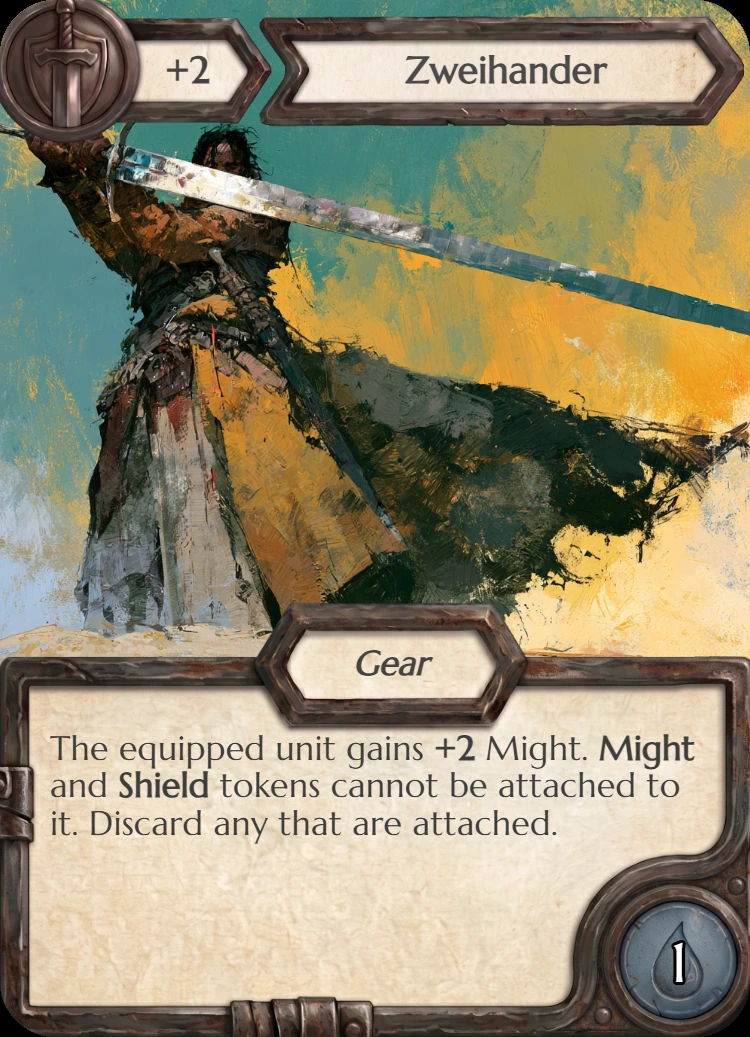 +2
Zweihander
Gear
The equipped unit gains +2 Might. Might
and Shield tokens cannot be attached to
it. Discard any that are attached.
1